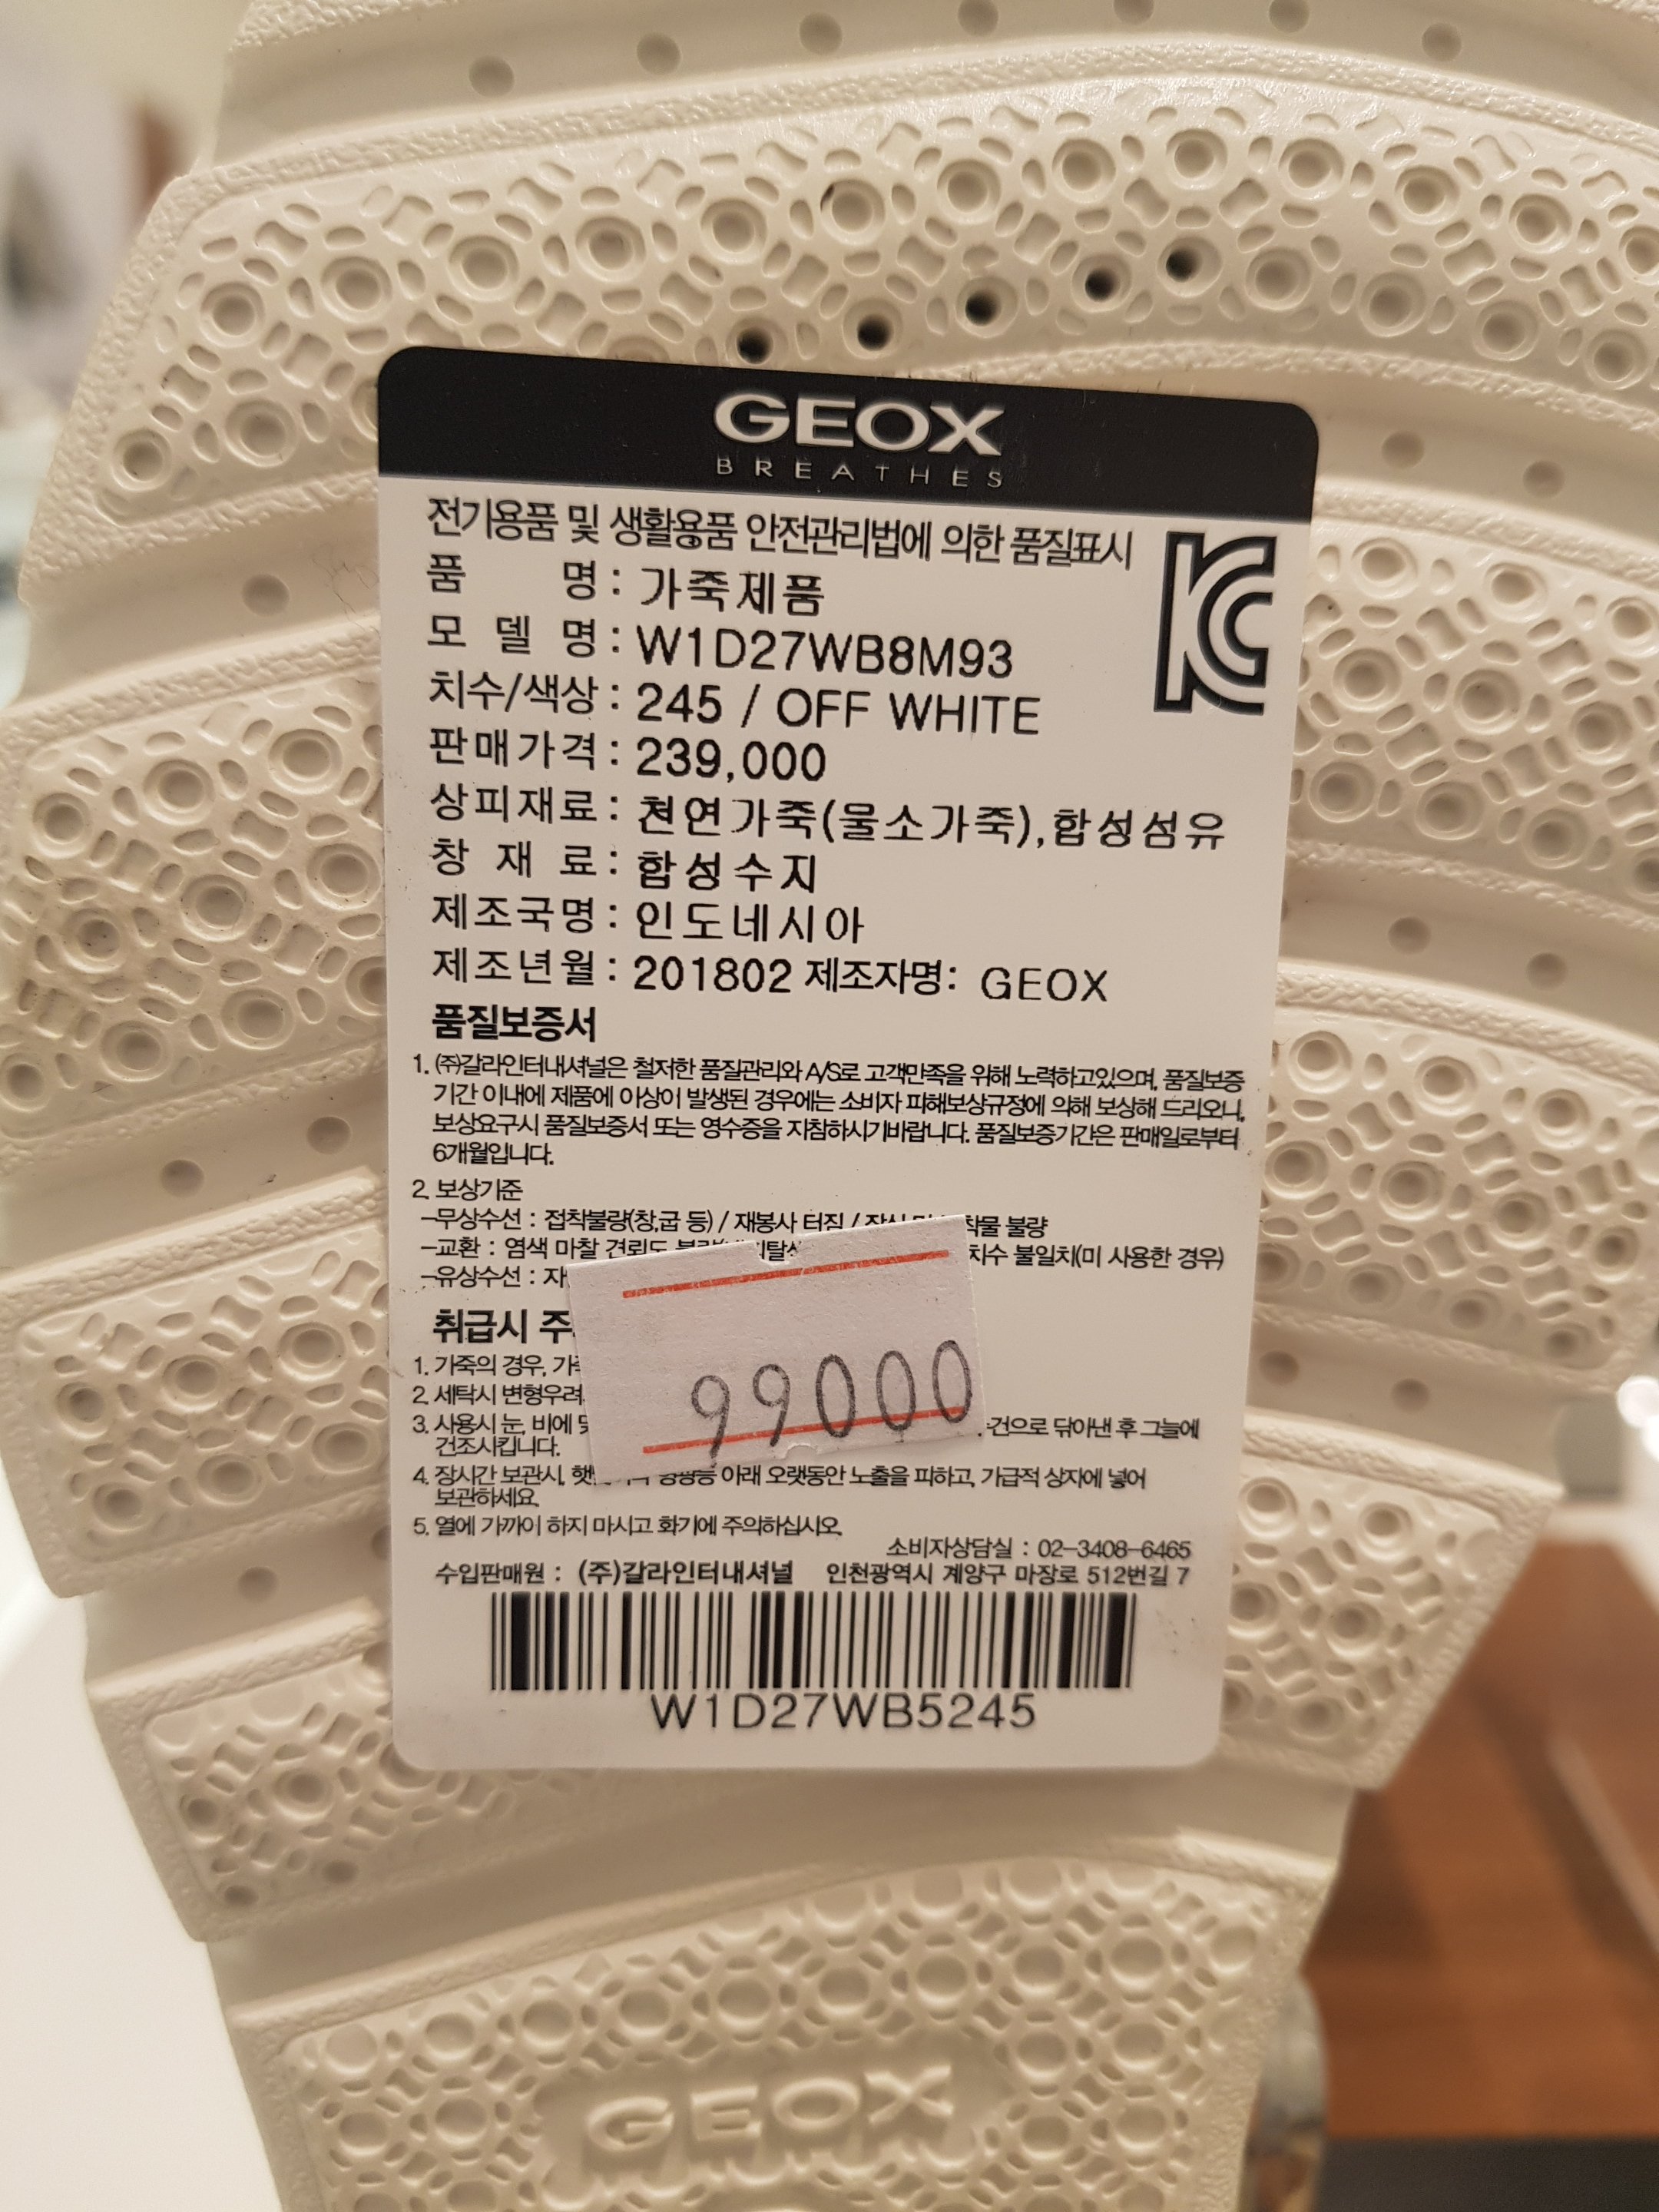 GEOX
BREATHES
전기용품 및 생활용품 안전관리법에 의한 품질표시
품 명 : 가죽제품
모 델 명 : W1D27WB8M93
치수/색상 : 245 / OFF WHITE
판매가격 : 239,000
상피재료 : 천연가죽(물소가죽),합성섬유
창 재 료 : 합성수지
제조국명 : 인도네시아
제조년월 : 201802 제조자명: GEOX
품질보증서
1. ㈜갈라인터내셔널은 철저한 품질관리와 A/S로 고객만족을 위해 노력하고있으며, 품질보증
기간 이내에 제품에 이상이 발생된 경우에는 소비자 피해보상규정에 의해 보상해 드리오니,
보상요구시 품질보증서 또는 영수증을 지참하시기바랍니다. 품질보증기간은 판매일로부터
6개월입니다.
2. 보상기준
-무상수선 : 접착불량(창,굽 등) / 재봉사 터짐 / 불량
-교환 : 염색 마찰 견뢰도 치수 불일치(미 사용한 경우)
-유상수선 :
취급시
1. 가죽의 경우,
2. 세탁시 변형우려
3. 사용시 눈, 비에 닦아낸 후 그늘에
건조시킵니다.
4. 장시간 보관시, 아래 오랫동안 노출을 피하고, 가급적 상자에 넣어
보관하세요.
5. 열에 가까이 하지 마시고 화기에 주의하십시오.
99000
소비자상담실 : 02-3408-6465
수입판매원 : (주)갈라인터내셔널 인천광역시 계양구 마장로 512번길 7
W1D27WB5245
GEOX